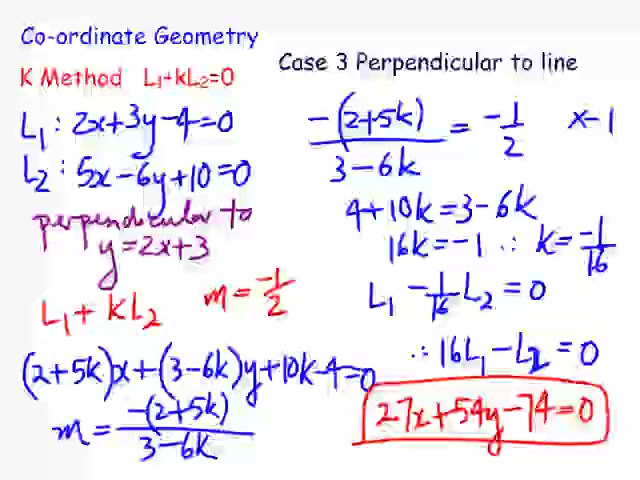 Co-ordinate Geometry
K Method L₁+kL₂=0
L₁ : 2x+3y-4=0
L₂ : 5x-6y+10=0
perpendicular to
y=2x+3
L₁ + kL₂ m = -1/2
(2+5k)x+(3-6k)y+10k-4=0
m = -(2+5k)/3-6k
Case 3 Perpendicular to line
-(2+5k)/3-6k = -1/2 x-1
4+10k=3-6k
16k=-1 ∴ k=-1/16
L₁ -1/16 L₂ = 0
∴ 16L₁ - L₂ = 0
27x+54y-74=0